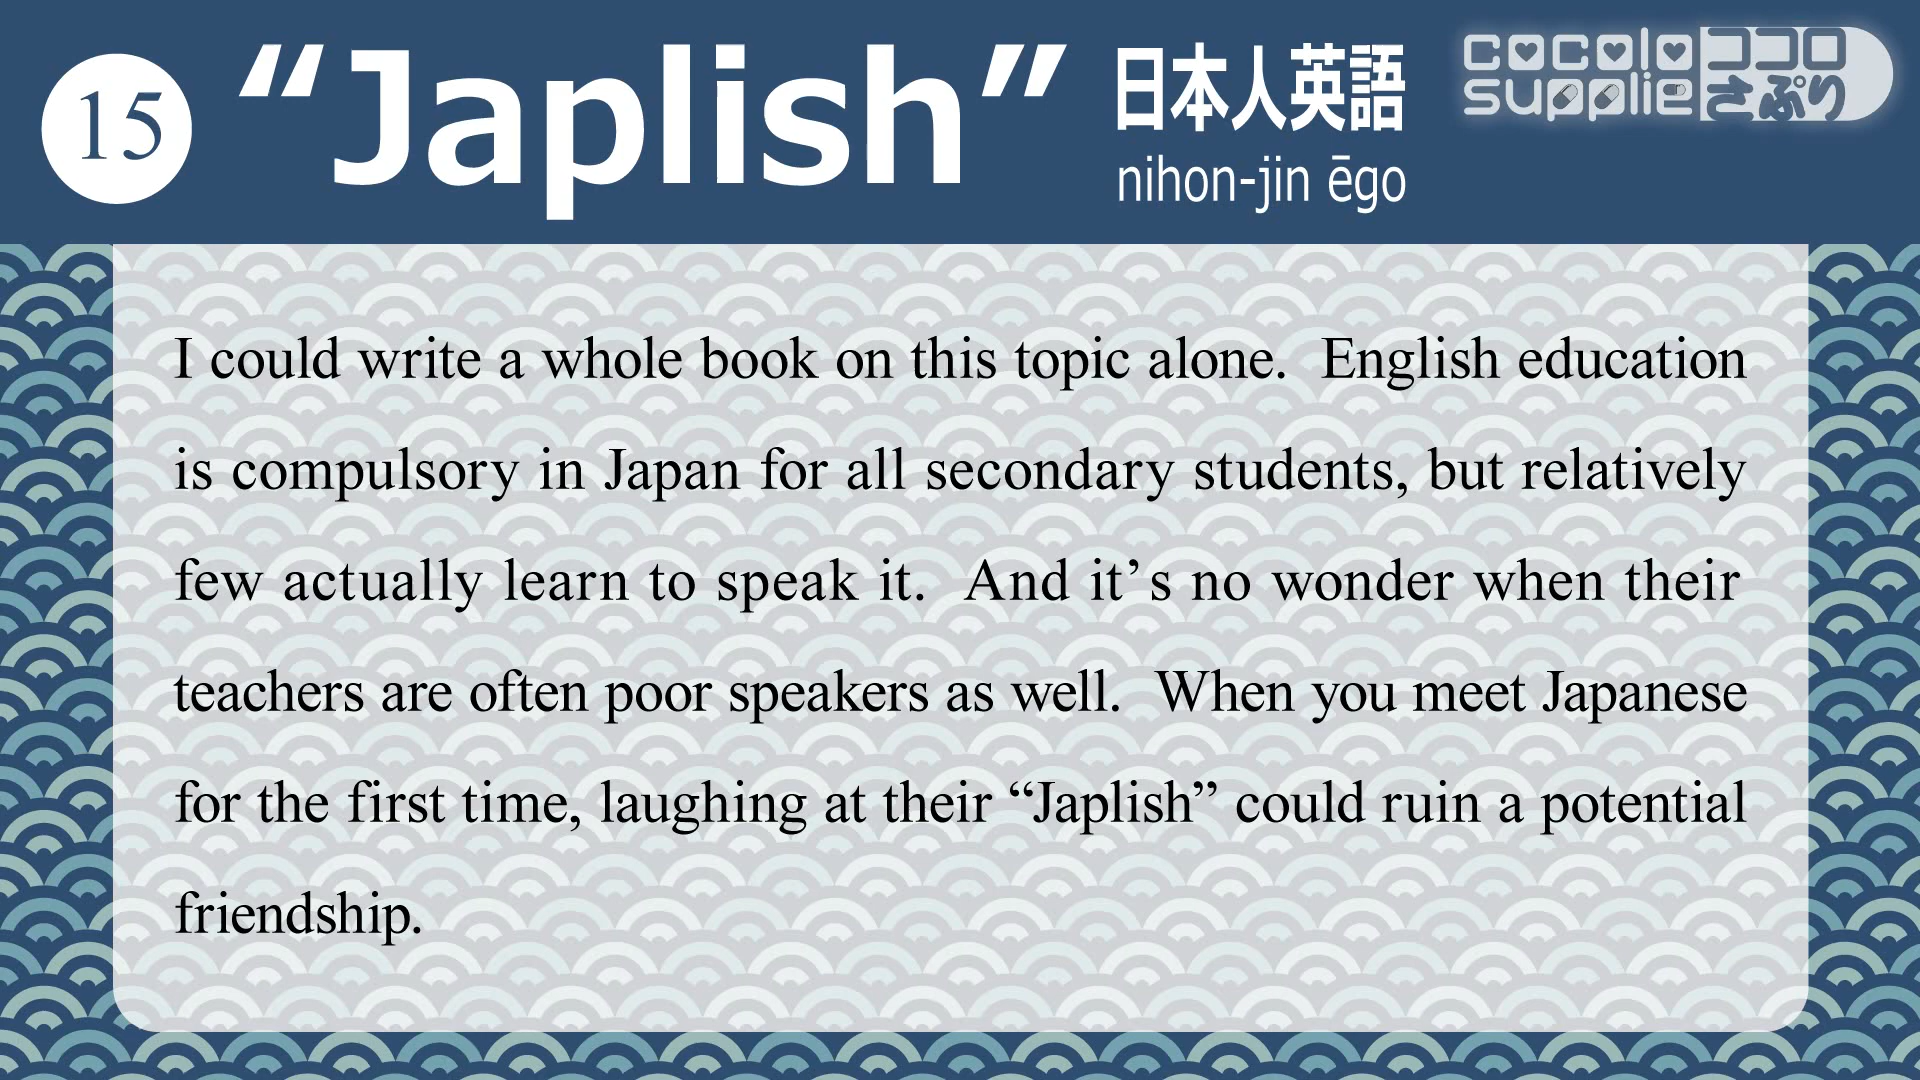 15
“Japlish”
日本人英語
nihon-jin ēgo
cocolo
supplie
ココロ
さぷり
I could write a whole book on this topic alone.  English education
is compulsory in Japan for all secondary students, but relatively
few actually learn to speak it.  And it’s no wonder when their
teachers are often poor speakers as well.  When you meet Japanese
for the first time, laughing at their “Japlish” could ruin a potential
friendship.